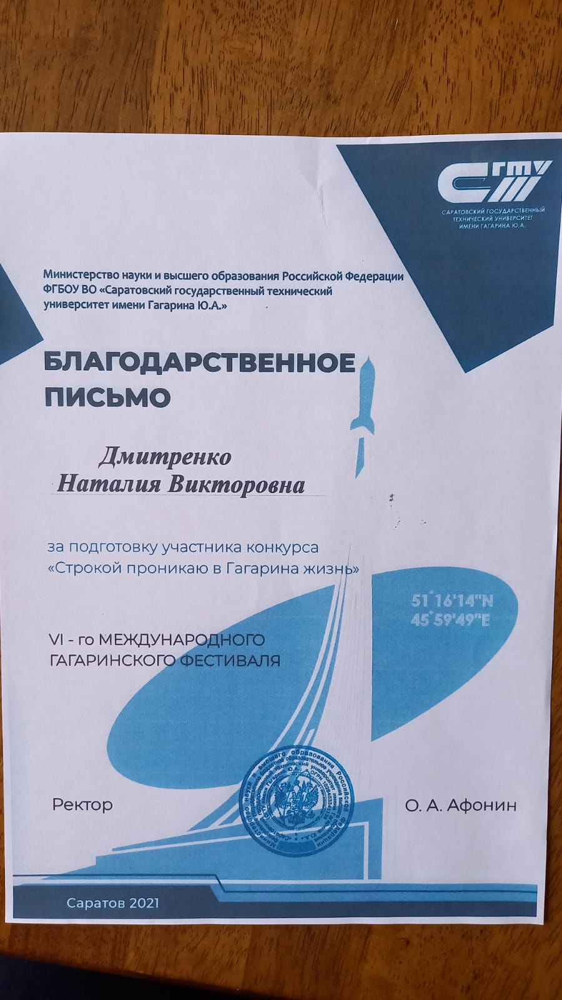 СГТУ
САРАТОВСКИЙ ГОСУДАРСТВЕННЫЙ
ТЕХНИЧЕСКИЙ УНИВЕРСИТЕТ
ИМЕНИ ГАГАРИНА Ю.А.
Министерство науки и высшего образования Российской Федерации
ФГБОУ ВО «Саратовский государственный технический
университет имени Гагарина Ю.А.»
БЛАГОДАРСТВЕННОЕ
ПИСЬМО
Дмитренко
Наталия Викторовна
за подготовку участника конкурса
«Строкой проникаю в Гагарина жизнь»
51°16'14"N
45°59'49"E
VI - го МЕЖДУНАРОДНОГО
ГАГАРИНСКОГО ФЕСТИВАЛЯ
Министерство науки и высшего образования Российской Федерации
Ректор
О. А. Афонин
Саратов 2021